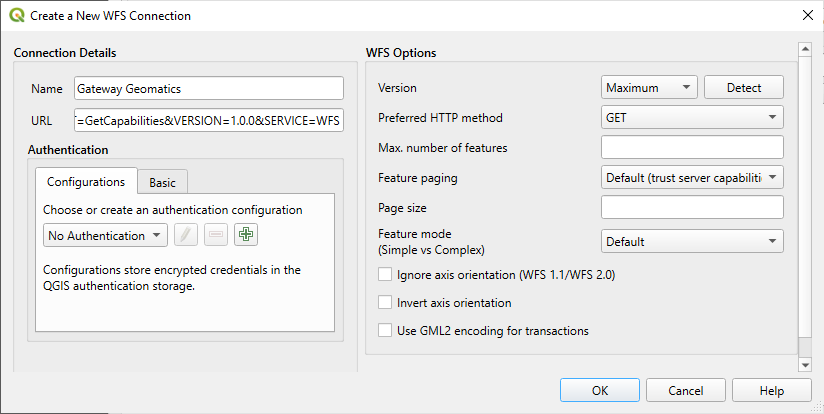 Create a New WFS Connection
Connection Details
Name Gateway Geomatics
URL =GetCapabilities&VERSION=1.0.0&SERVICE=WFS
Authentication
Configurations Basic
Choose or create an authentication configuration
No Authentication
Configurations store encrypted credentials in the
QGIS authentication storage.
WFS Options
Version Maximum Detect
Preferred HTTP method GET
Max. number of features
Feature paging Default (trust server capabiliti
Page size
Feature mode
(Simple vs Complex) Default
Ignore axis orientation (WFS 1.1/WFS 2.0)
Invert axis orientation
Use GML2 encoding for transactions
OK Cancel Help